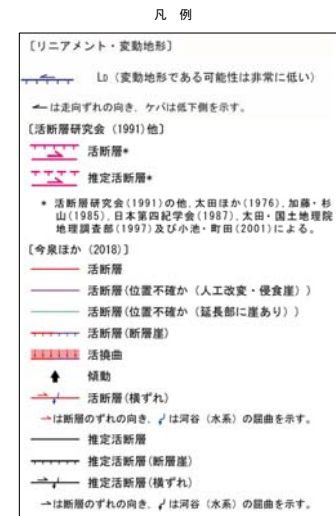 凡 例
〔リニアメント・変動地形〕
LD（変動地形である可能性は非常に低い）
は走向ずれの向き、ケバは低下側を示す。
〔活断層研究会（1991）他〕
活断層*
推定活断層*
* 活断層研究会(1991)の他，太田ほか(1976)，加藤・杉
山(1985)，日本第四紀学会(1987)，太田・国土地理院
地理調査部(1997)及び小池・町田(2001)による。
〔今泉ほか（2018）〕
活断層
活断層(位置不確か（人工改変・侵食崖）)
活断層(位置不確か（延長部に崖あり）)
活断層(断層崖)
活撓曲
傾動
活断層(横ずれ)
は断層のずれの向き、は河谷（水系）の屈曲を示す。
推定活断層
推定活断層(断層崖)
推定活断層(横ずれ)
は断層のずれの向き、は河谷（水系）の屈曲を示す。